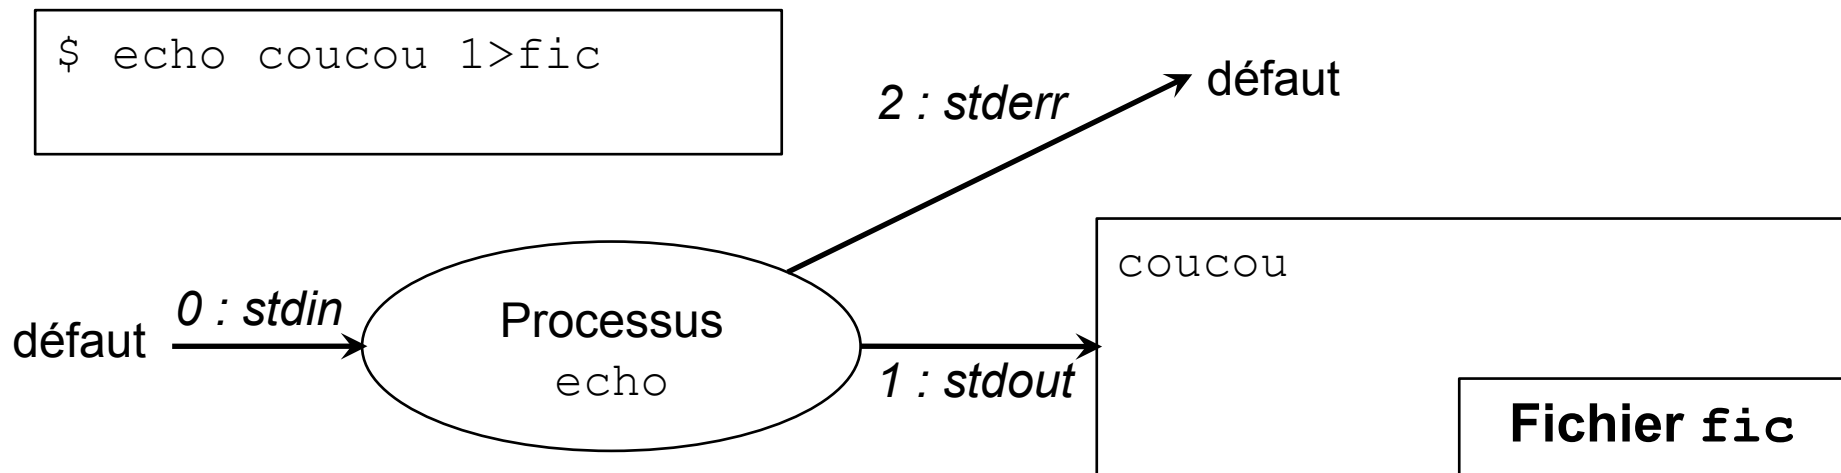 $ echo coucou 1>fic
2 : stderr
défaut
coucou
0 : stdin
défaut
Processus
echo
1 : stdout
Fichier fic